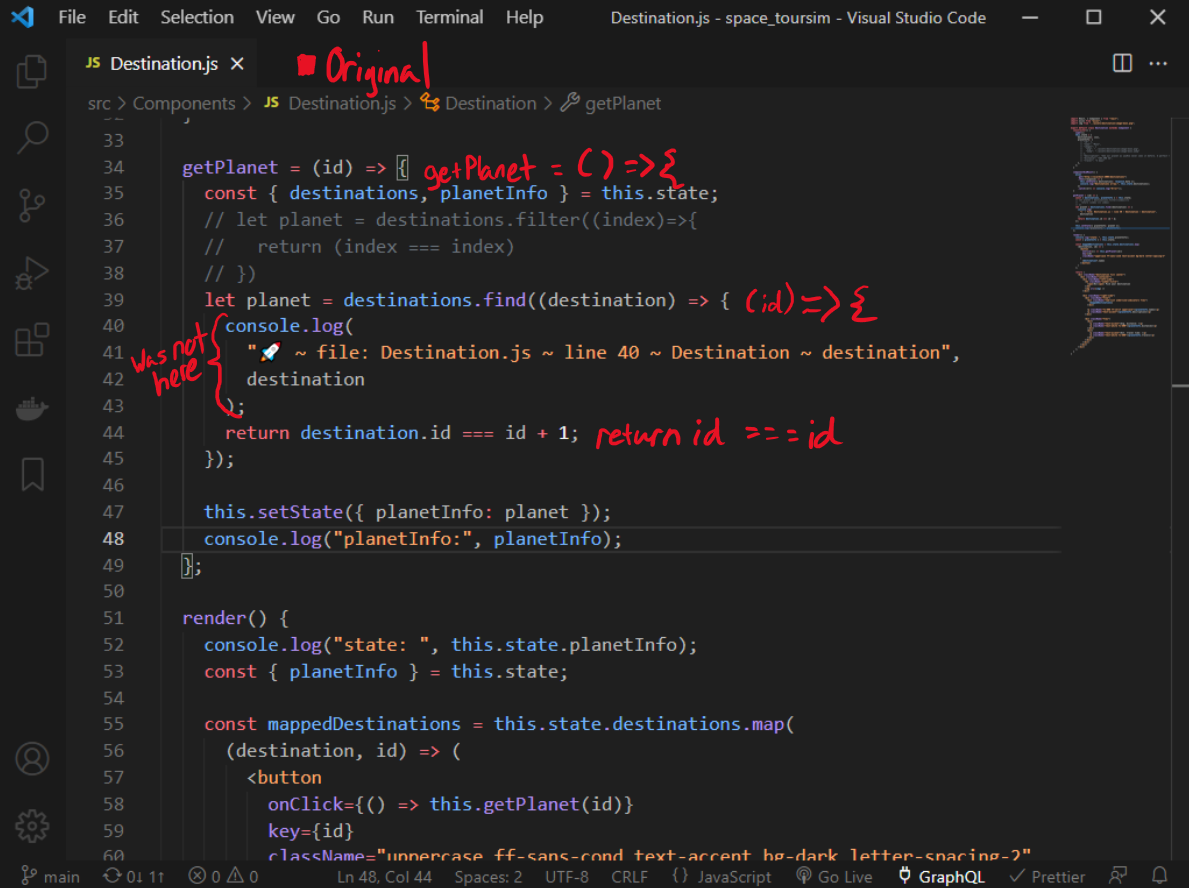 File Edit Selection View Go Run Terminal Help Destination.js - space_toursim - Visual Studio Code
JS Destination.js
Original
src > Components > JS Destination.js > Destination > getPlanet
32 }
33
34 getPlanet = (id) => { getPlanet = () => {
35 const { destinations, planetInfo } = this.state;
36 // let planet = destinations.filter((index)=>{
37 // return (index === index)
38 // })
39 let planet = destinations.find((destination) => { (id) => {
40 console.log(
41 "🚀 ~ file: Destination.js ~ line 40 ~ Destination ~ destination",
was not
here
42 destination
43 );
44 return destination.id === id + 1; return id === id
45 });
46
47 this.setState({ planetInfo: planet });
48 console.log("planetInfo:", planetInfo);
49 };
50
51 render() {
52 console.log("state: ", this.state.planetInfo);
53 const { planetInfo } = this.state;
54
55 const mappedDestinations = this.state.destinations.map(
56 (destination, id) => (
57 <button
58 onClick={() => this.getPlanet(id)}
59 key={id}
60 className="uppercase ff-sans-cond text-accent bg-dark letter-spacing-2"
main 0↓ 1↑ 0 0 Ln 48, Col 44 Spaces: 2 UTF-8 CRLF {} JavaScript Go Live GraphQL Prettier